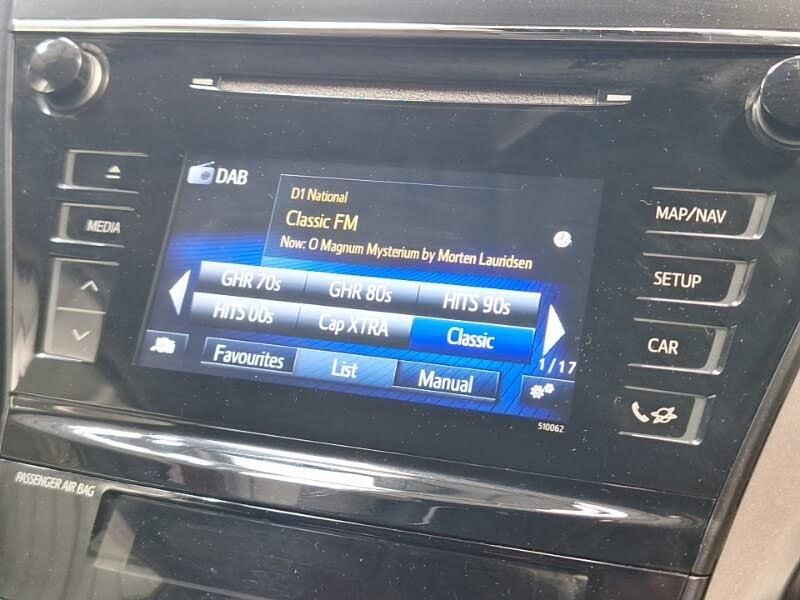 DAB
D1 National
Classic FM
Now: O Magnum Mysterium by Morten Lauridsen
GHR 70s GHR 80s HITS 90s
HITS 00s Cap XTRA Classic
1/17
Favourites List Manual
510062
MEDIA
MAP/NAV
SETUP
CAR
PASSENGER AIR BAG